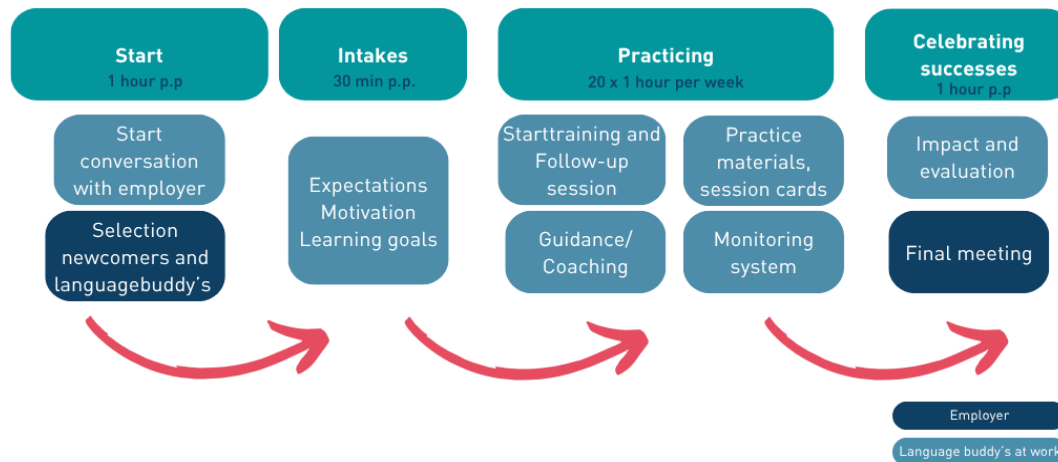 Start
1 hour p.p
Intakes
30 min p.p.
Practicing
20 x 1 hour per week
Celebrating
successes
1 hour p.p
Start
conversation
with employer
Selection
newcomers and
languagebuddy's
Expectations
Motivation
Learning goals
Starttraining and
Follow-up
session
Practice
materials,
session cards
Guidance/
Coaching
Monitoring
system
Impact and
evaluation
Final meeting
Employer
Language buddy's at work